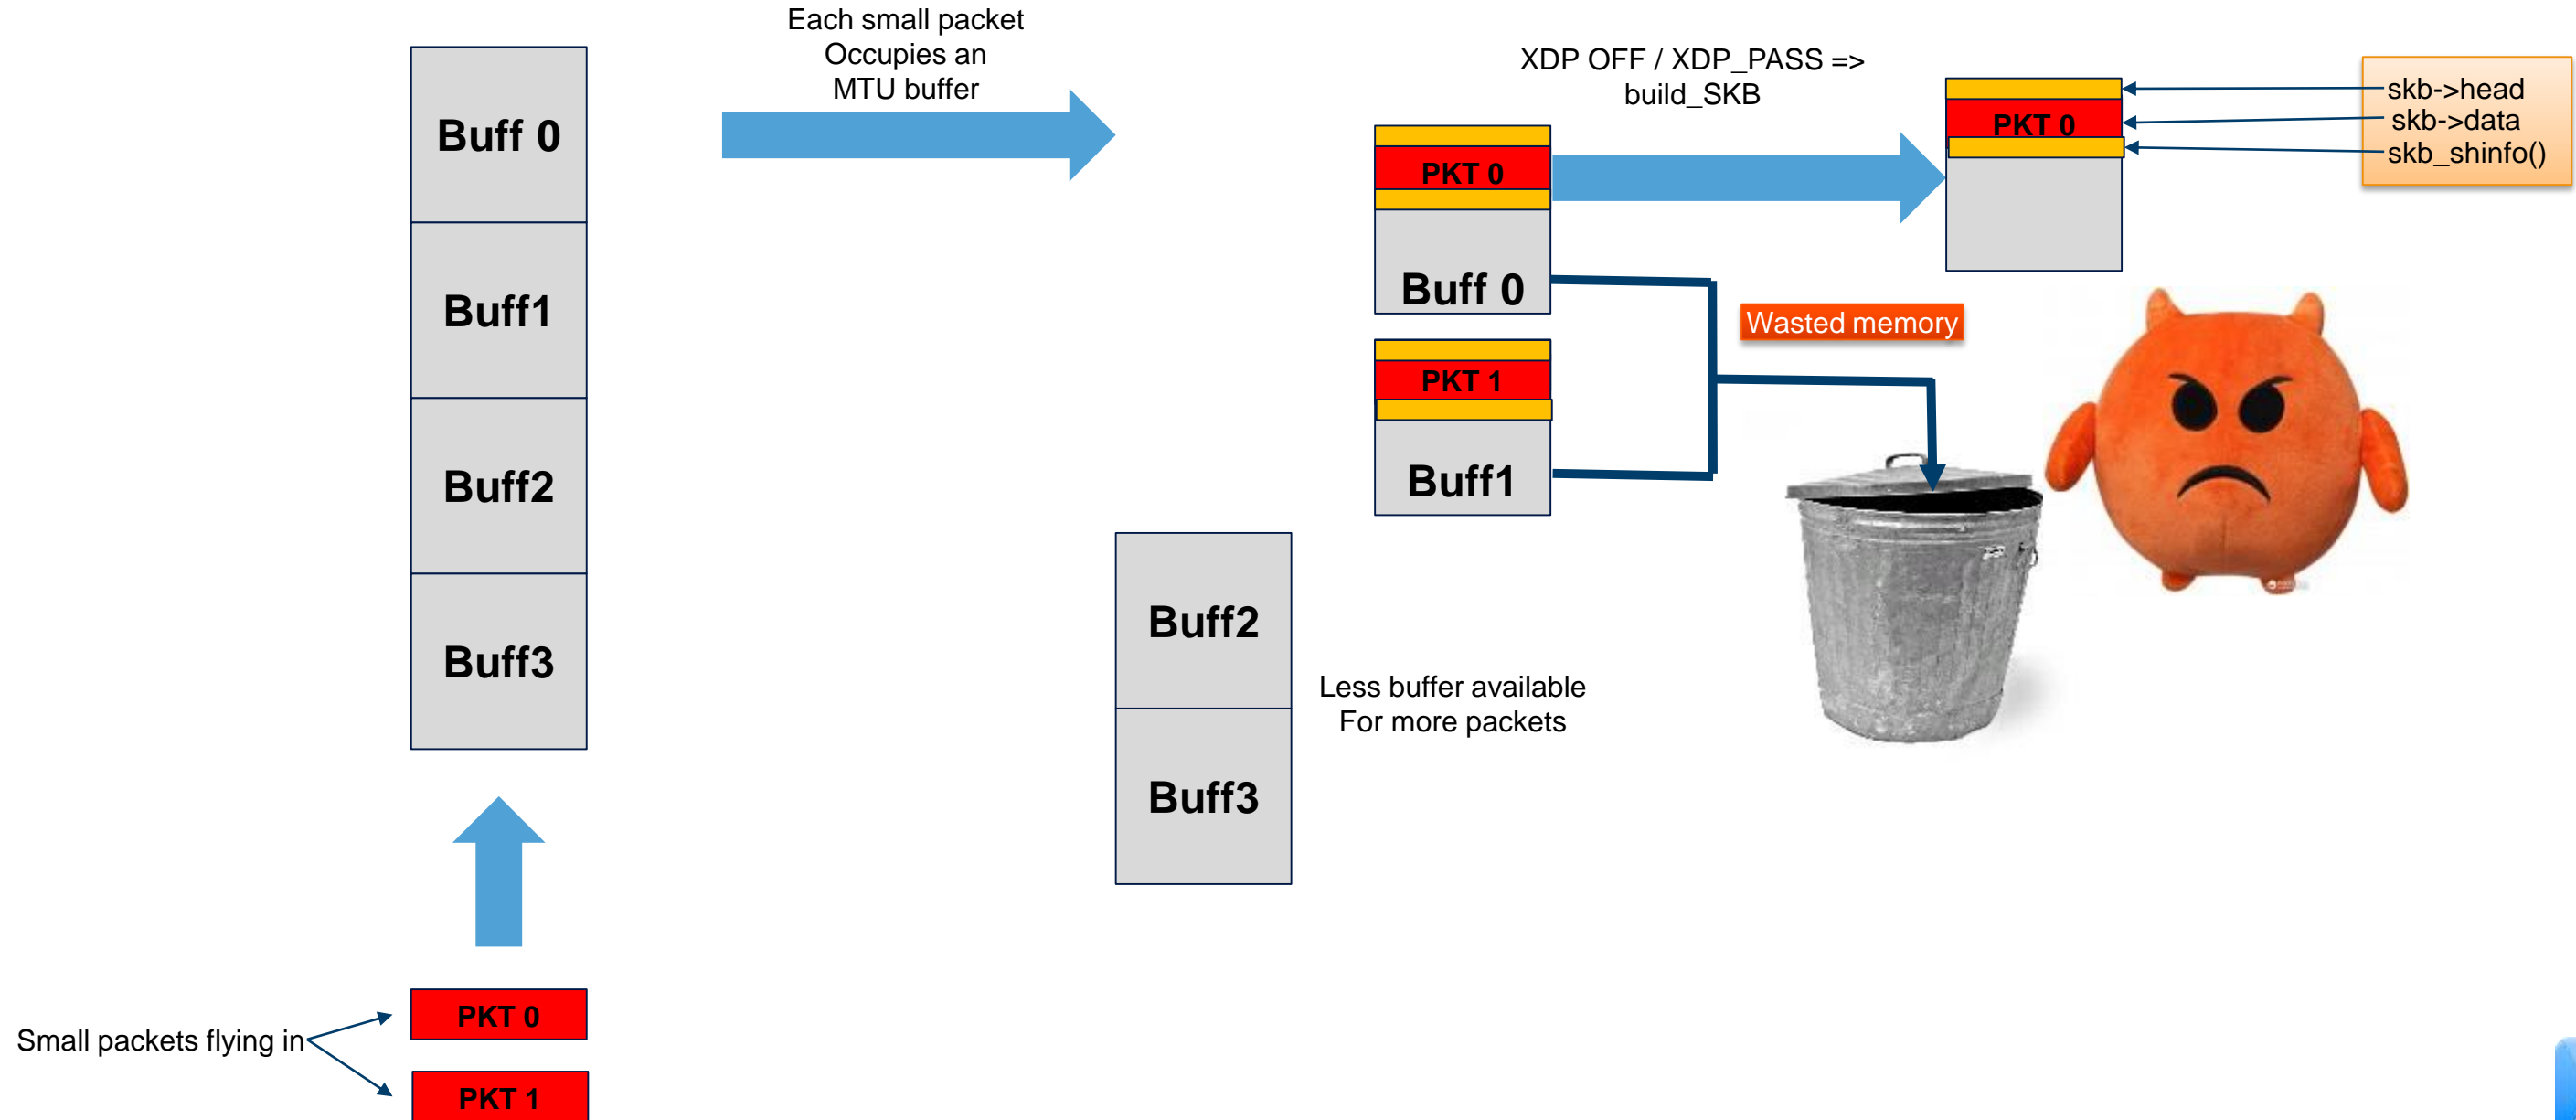 Each small packet
Occupies an
MTU buffer
Buff 0
Buff1
Buff2
Buff3
Small packets flying in
PKT 0
PKT 1
XDP OFF / XDP_PASS =>
build_SKB
PKT 0
Buff 0
PKT 1
Buff1
Buff2
Buff3
Less buffer available
For more packets
Wasted memory
PKT 0
skb->head
skb->data
skb_shinfo()